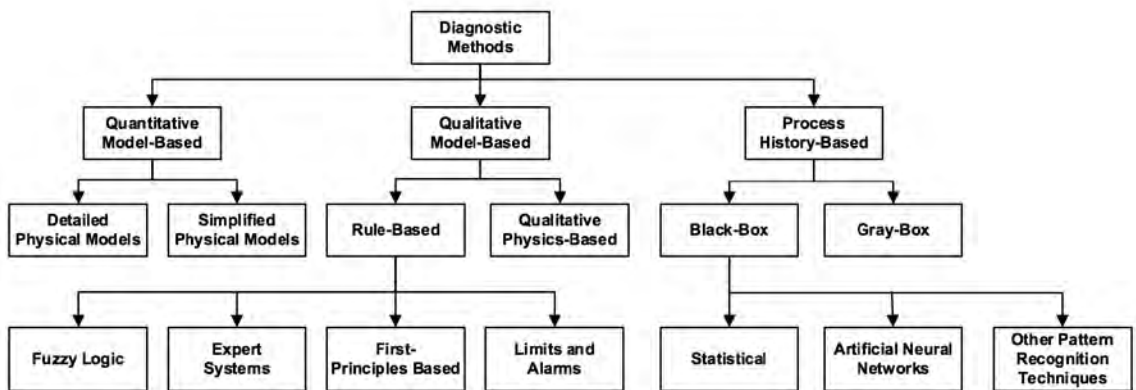 Diagnostic
Methods
Quantitative
Model-Based
Qualitative
Model-Based
Process
History-Based
Detailed
Physical Models
Simplified
Physical Models
Rule-Based
Qualitative
Physics-Based
Black-Box
Gray-Box
Fuzzy Logic
Expert
Systems
First-
Principles Based
Limits and
Alarms
Statistical
Artificial Neural
Networks
Other Pattern
Recognition
Techniques